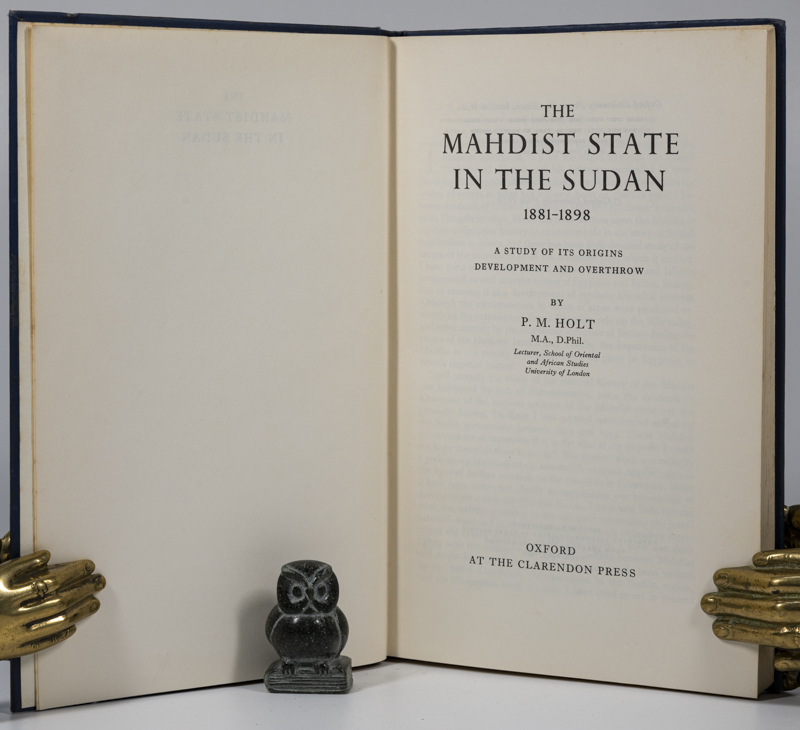 THE
MAHDIST STATE
IN THE SUDAN
1881–1898
A STUDY OF ITS ORIGINS
DEVELOPMENT AND OVERTHROW
BY
P. M. HOLT
M.A., D.Phil.
Lecturer, School of Oriental
and African Studies
University of London
OXFORD
AT THE CLARENDON PRESS